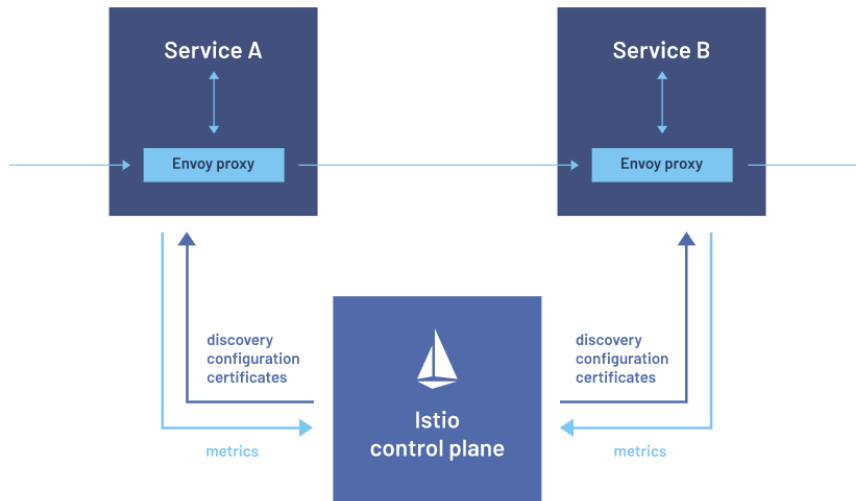 Service A
Service B
Envoy proxy
Envoy proxy
discovery
configuration
certificates
discovery
configuration
certificates
Istio
control plane
metrics
metrics